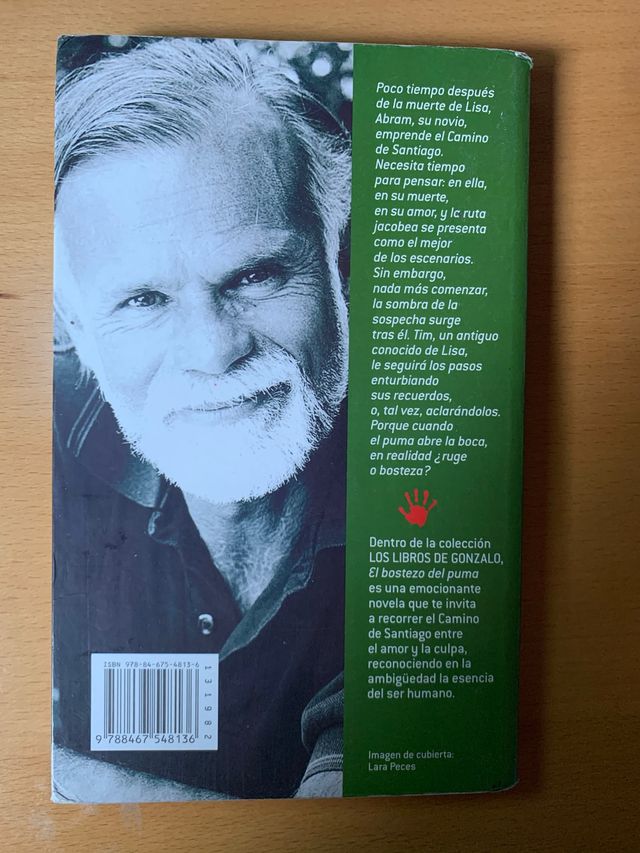 Poco tiempo después
de la muerte de Lisa,
Abram, su novio,
emprende el Camino
de Santiago.
Necesita tiempo
para pensar: en ella,
en su muerte,
en su amor, y la ruta
jacobea se presenta
como el mejor
de los escenarios.
Sin embargo,
nada más comenzar,
la sombra de la
sospecha surge
tras él. Tim, un antiguo
conocido de Lisa,
le seguirá los pasos
enturbiando
sus recuerdos,
o, tal vez, aclarándolos.
Porque cuando
el puma abre la boca,
en realidad ¿ruge
o bosteza?
Dentro de la colección
LOS LIBROS DE GONZALO,
El bostezo del puma
es una emocionante
novela que te invita
a recorrer el Camino
de Santiago entre
el amor y la culpa,
reconociendo en la
ambigüedad la esencia
del ser humano.
Imagen de cubierta:
Lara Peces
ISBN 978-84-675-4813-6
131982
9 788467 548136